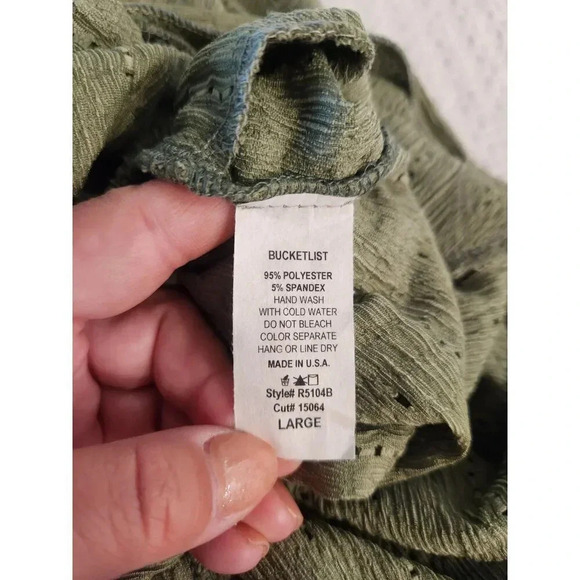 BUCKETLIST
95% POLYESTER
5% SPANDEX
HAND WASH
WITH COLD WATER
DO NOT BLEACH
COLOR SEPARATE
HANG OR LINE DRY
MADE IN U.S.A.
Style# R5104B
Cut# 15064
LARGE